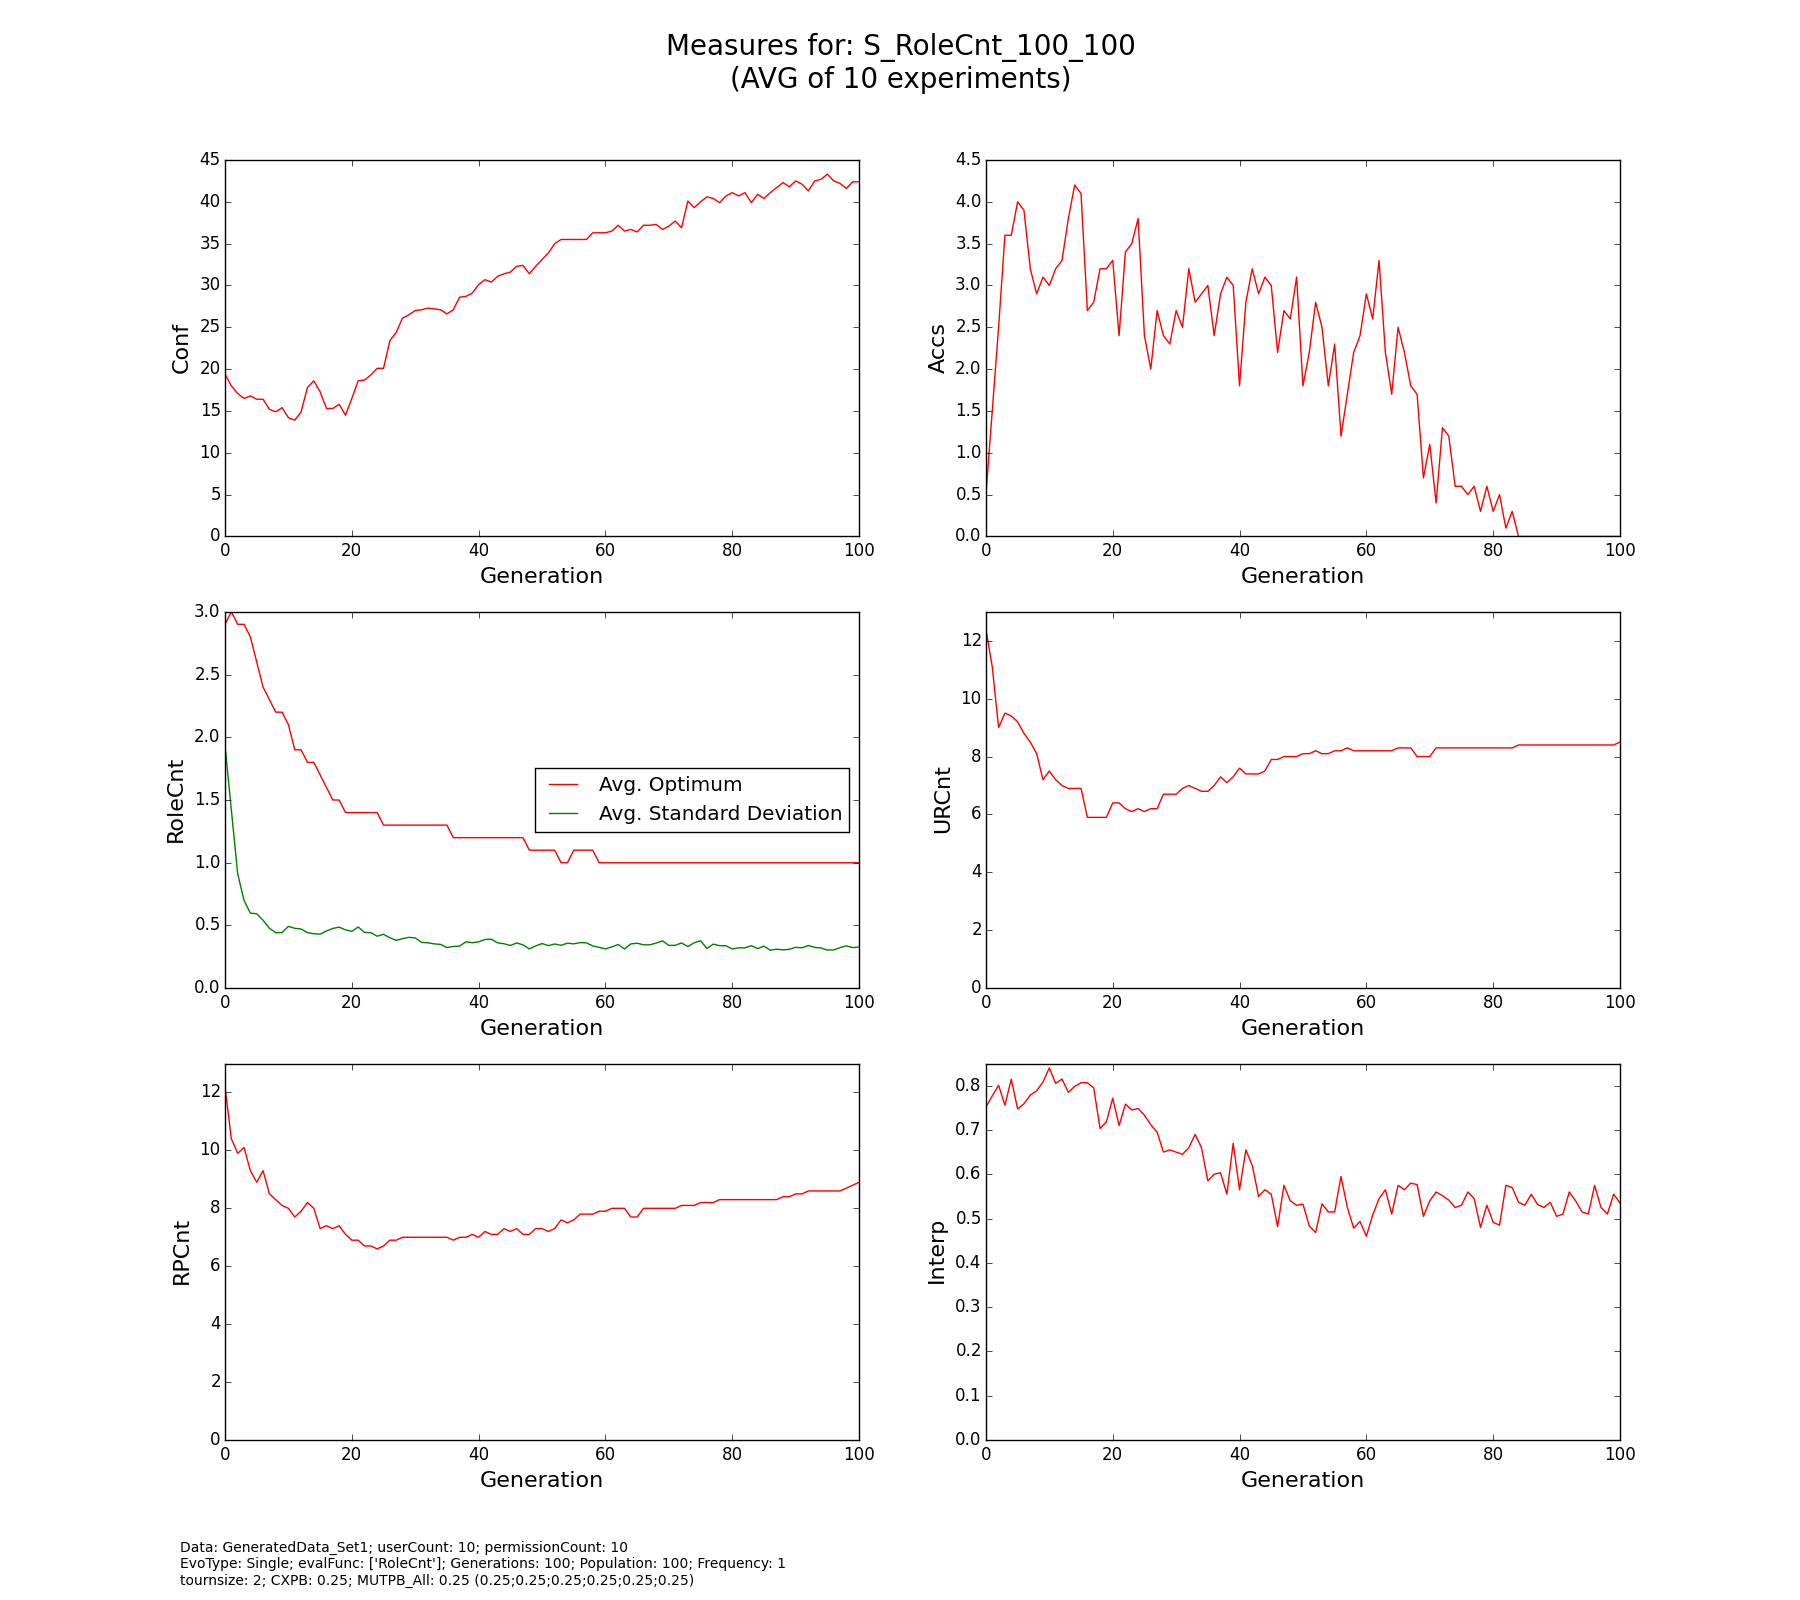 Measures for: S_RoleCnt_100_100
(AVG of 10 experiments)
45
40
35
30
25
20
15
10
5
0
Conf
0 20 40 60 80 100
Generation
4.5
4.0
3.5
3.0
2.5
2.0
1.5
1.0
0.5
0.0
Accs
0 20 40 60 80 100
Generation
3.0
2.5
2.0
1.5
1.0
0.5
0.0
RoleCnt
Avg. Optimum
Avg. Standard Deviation
0 20 40 60 80 100
Generation
12
10
8
6
4
2
0
URCnt
0 20 40 60 80 100
Generation
12
10
8
6
4
2
0
RPCnt
0 20 40 60 80 100
Generation
0.8
0.7
0.6
0.5
0.4
0.3
0.2
0.1
0.0
Interp
0 20 40 60 80 100
Generation
Data: GeneratedData_Set1; userCount: 10; permissionCount: 10
EvoType: Single; evalFunc: ['RoleCnt']; Generations: 100; Population: 100; Frequency: 1
tournsize: 2; CXPB: 0.25; MUTPB_All: 0.25 (0.25;0.25;0.25;0.25;0.25;0.25)